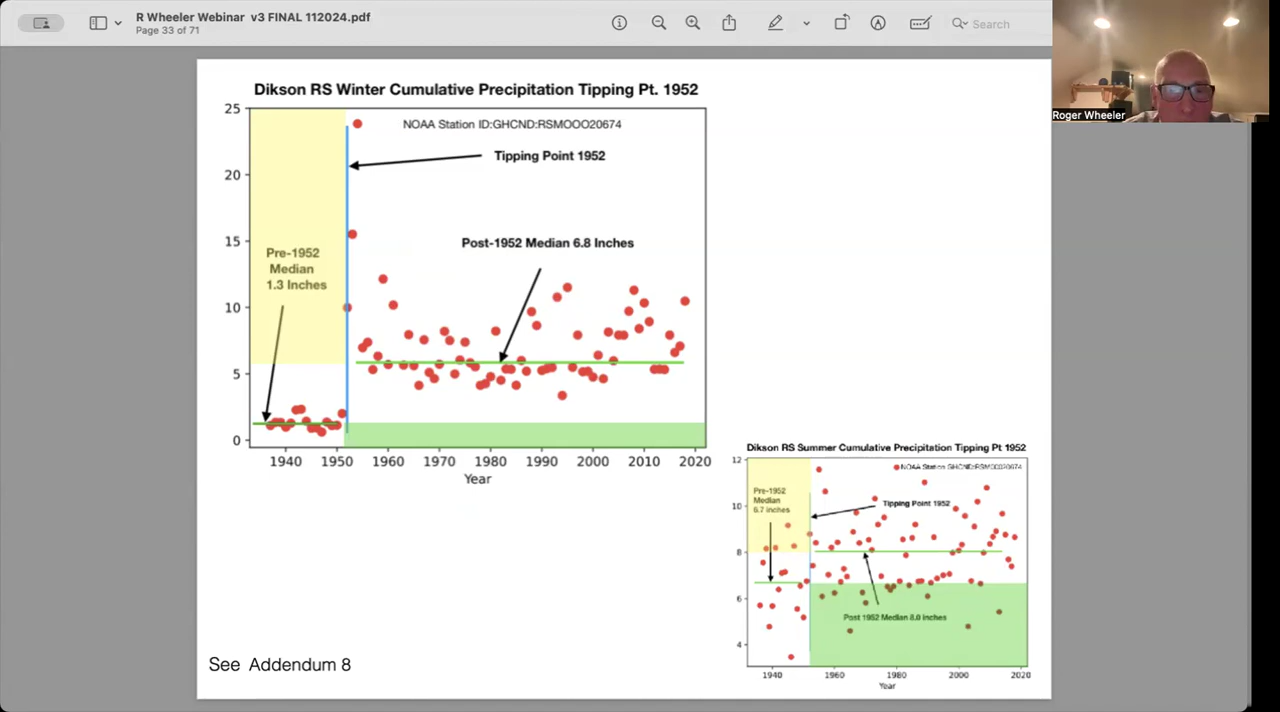 R Wheeler Webinar v3 FINAL 112024.pdf
Page 33 of 71
Search
Roger Wheeler
Dikson RS Winter Cumulative Precipitation Tipping Pt. 1952
25
20
15
10
5
0
NOAA Station ID:GHCND:RSMOOO20674
Tipping Point 1952
Post-1952 Median 6.8 Inches
Pre-1952
Median
1.3 Inches
1940 1950 1960 1970 1980 1990 2000 2010 2020
Year
Dikson RS Summer Cumulative Precipitation Tipping Pt 1952
12
10
8
6
4
NOAA Station GHCND:RSM00020674
Pre-1952
Median
6.7 inches
Tipping Point 1952
Post 1952 Median 8.0 Inches
1940 1960 1980 2000 2020
Year
See Addendum 8